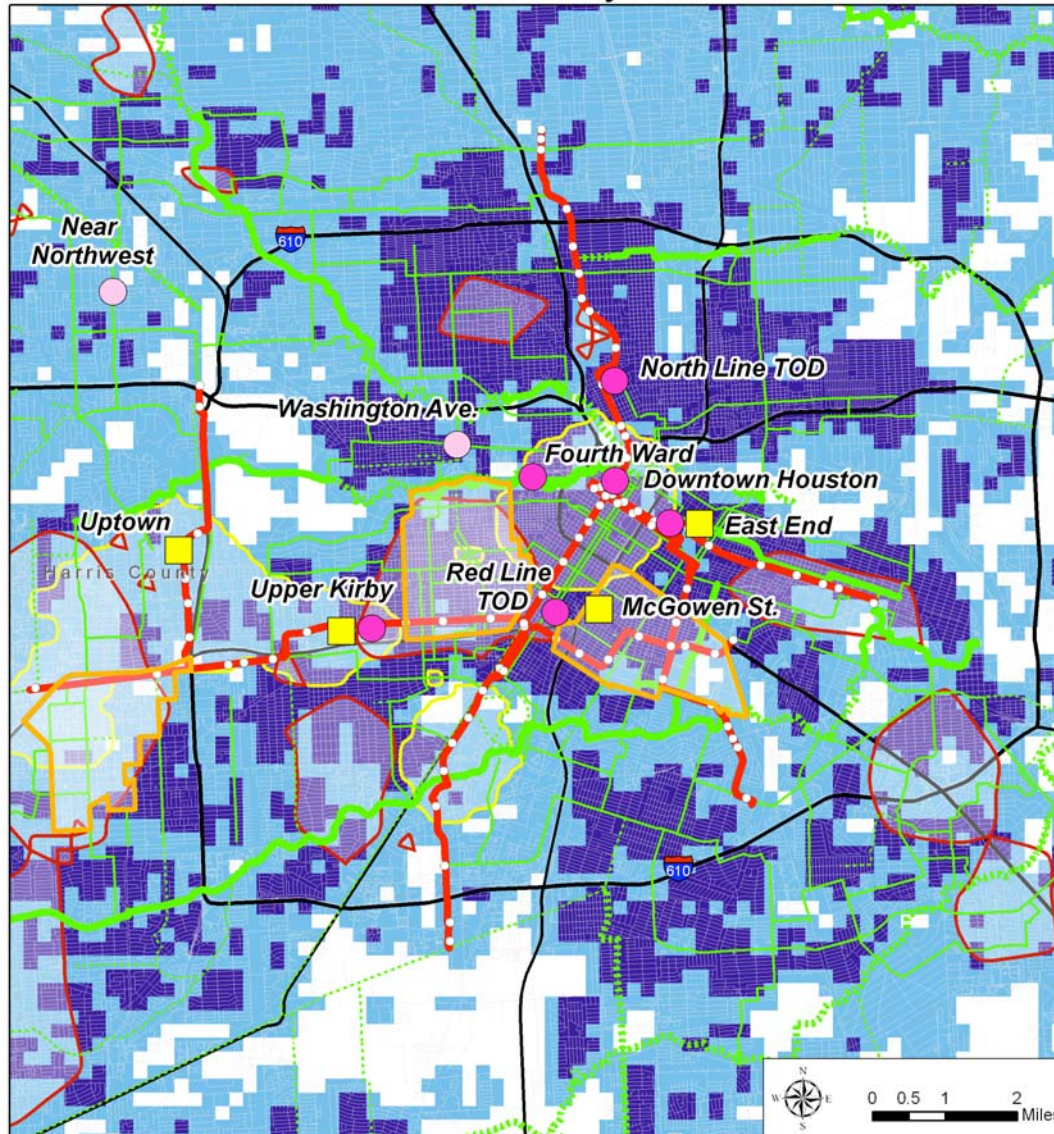 Near
Northwest
610
North Line TOD
Washington Ave.
Fourth Ward
Downtown Houston
Uptown
East End
Harris County
Upper Kirby
Red Line
TOD
McGowen St.
610
N
W
E
S
0 0.5 1 2
Miles